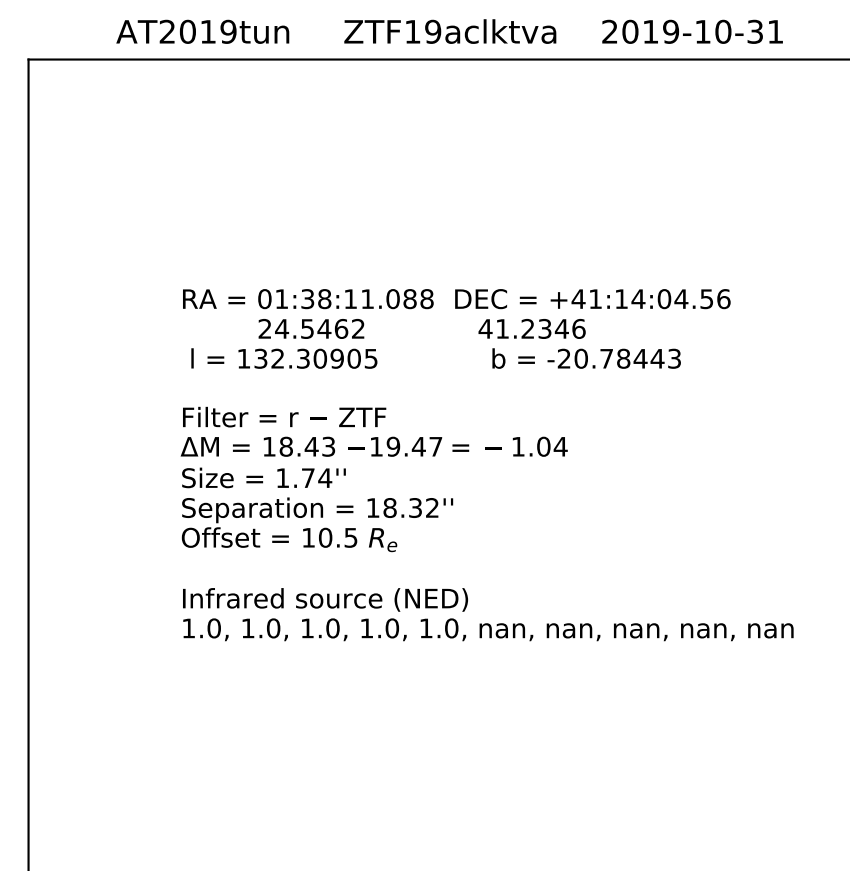 AT2019tun ZTF19aclktva 2019-10-31
RA = 01:38:11.088 DEC = +41:14:04.56
24.5462 41.2346
l = 132.30905 b = -20.78443
Filter = r − ZTF
ΔM = 18.43 −19.47 = − 1.04
Size = 1.74''
Separation = 18.32''
Offset = 10.5 Re
Infrared source (NED)
1.0, 1.0, 1.0, 1.0, 1.0, nan, nan, nan, nan, nan